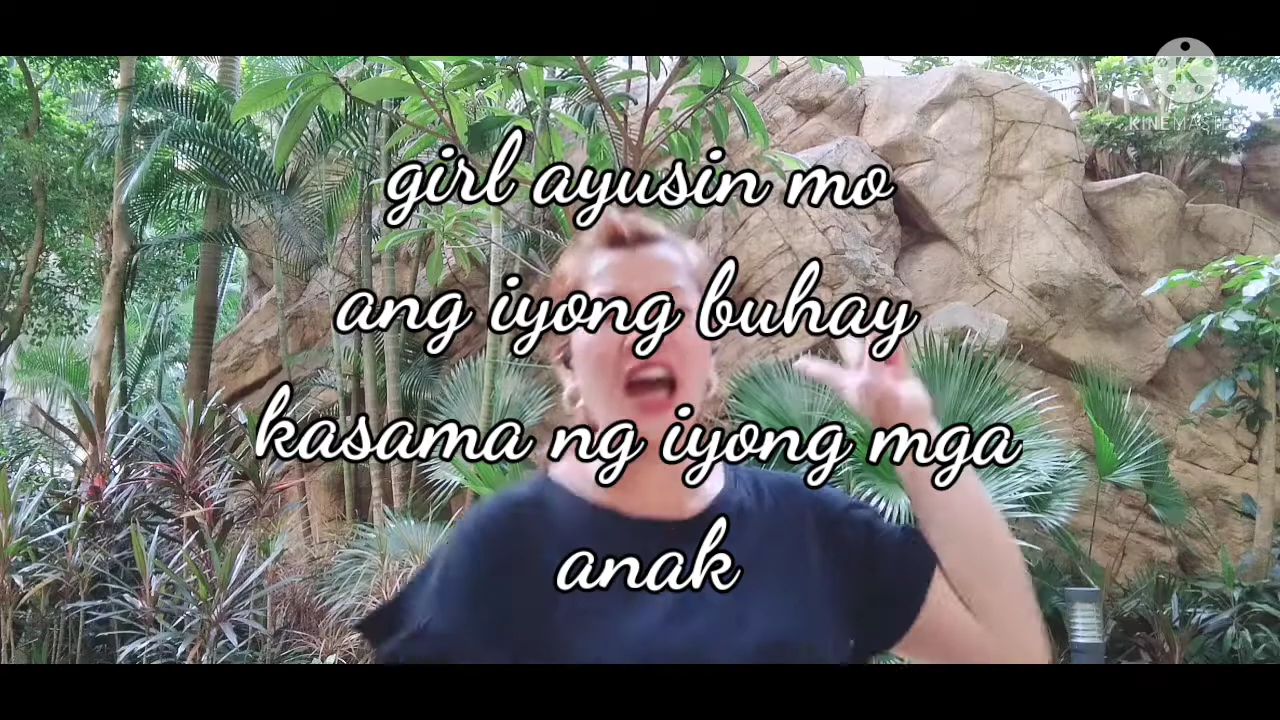 KINEMASTER
girl ayusin mo
ang iyong buhay
kasama ng iyong mga
anak